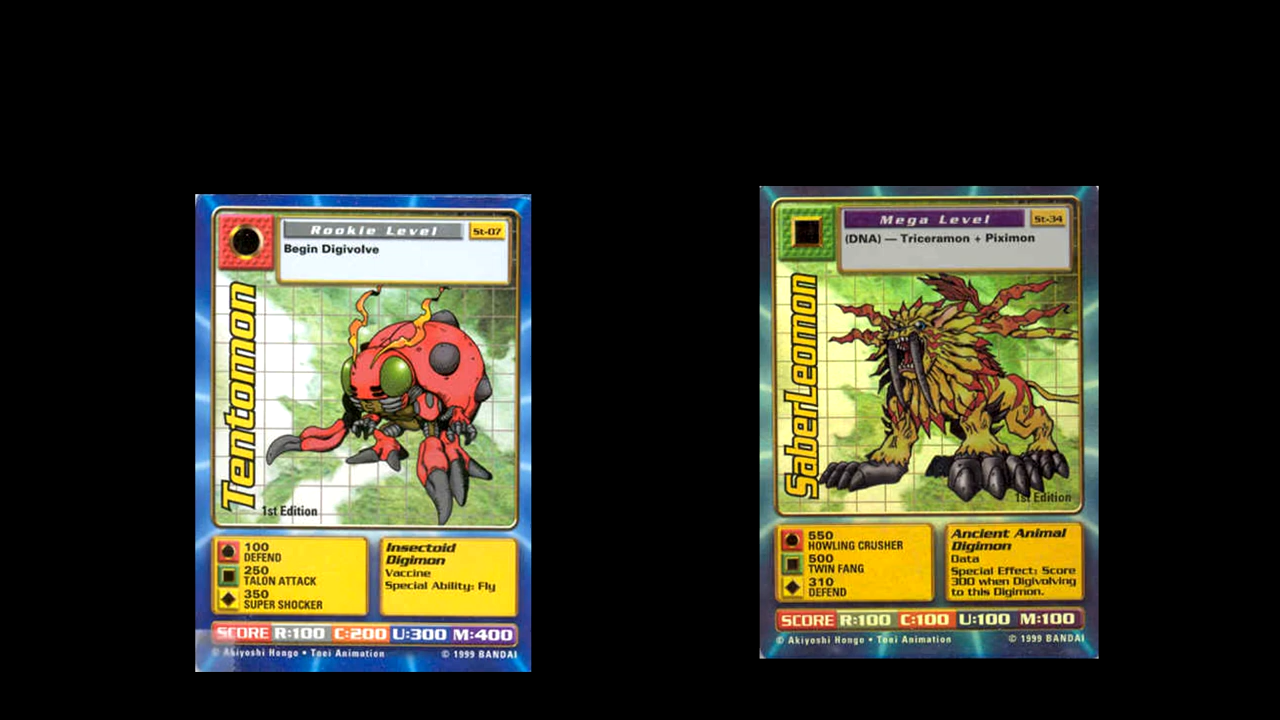 Rookie Level
St-07
Begin Digivolve
Tentomon
1st Edition
100
DEFEND
250
TALON ATTACK
350
SUPER SHOCKER
Insectoid
Digimon
Vaccine
Special Ability: Fly
SCORE R:100 C:200 U:300 M:400
© Akiyoshi Hongo • Toei Animation © 1999 BANDAI
Mega Level
St-34
(DNA) — Triceramon + Piximon
SaberLeomon
1st Edition
550
HOWLING CRUSHER
500
TWIN FANG
310
DEFEND
Ancient Animal
Digimon
Data
Special Effect: Score
300 when Digivolving
to this Digimon.
SCORE R:100 C:100 U:100 M:100
© Akiyoshi Hongo • Toei Animation © 1999 BANDAI